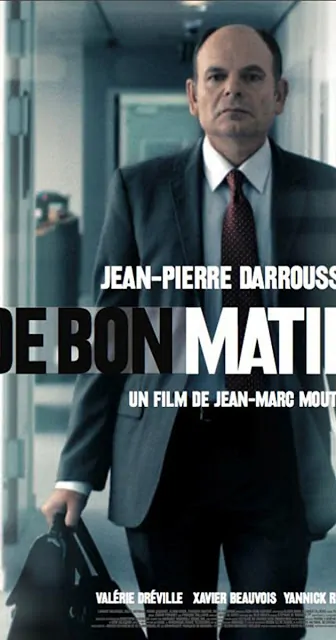 JEAN-PIERRE DARROUSS
DE BON MATI
UN FILM DE JEAN-MARC MOUT
VALÉRIE DRÉVILLE XAVIER BEAUVOIS YANNICK R